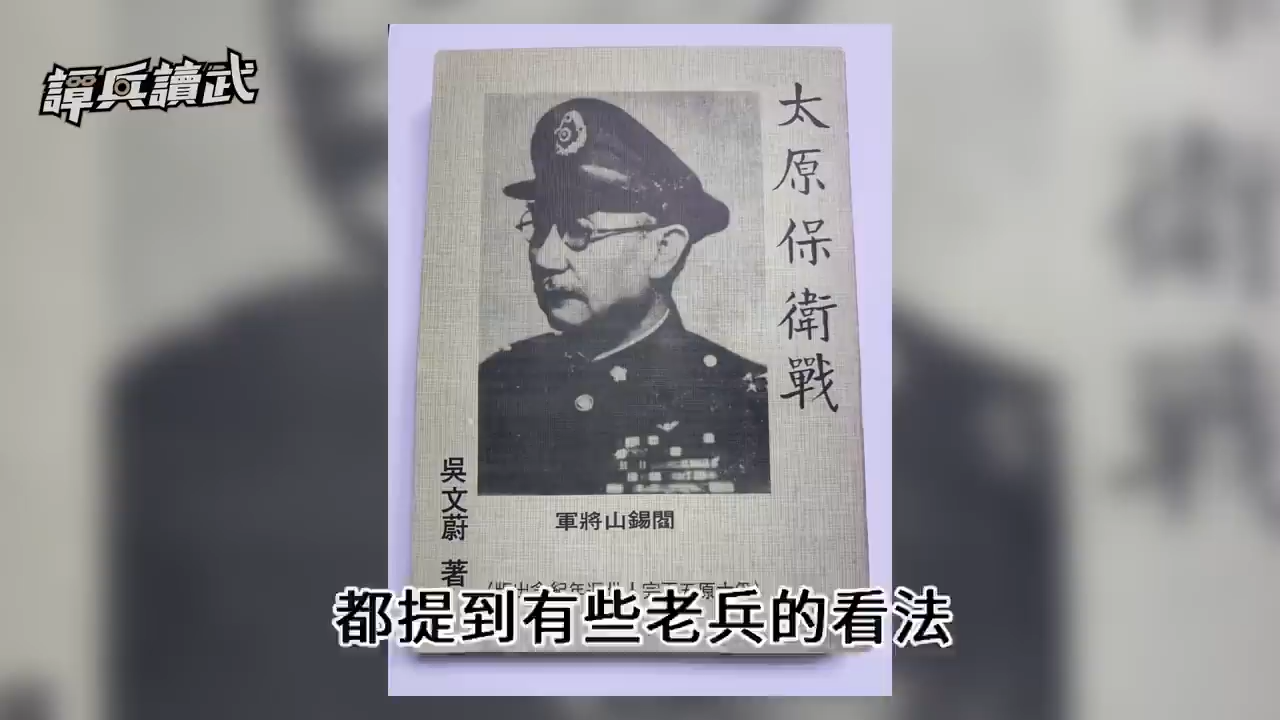 譚兵讀武
太原保衛戰
軍將山錫閻
吳文蔚 著
都提到有些老兵的看法